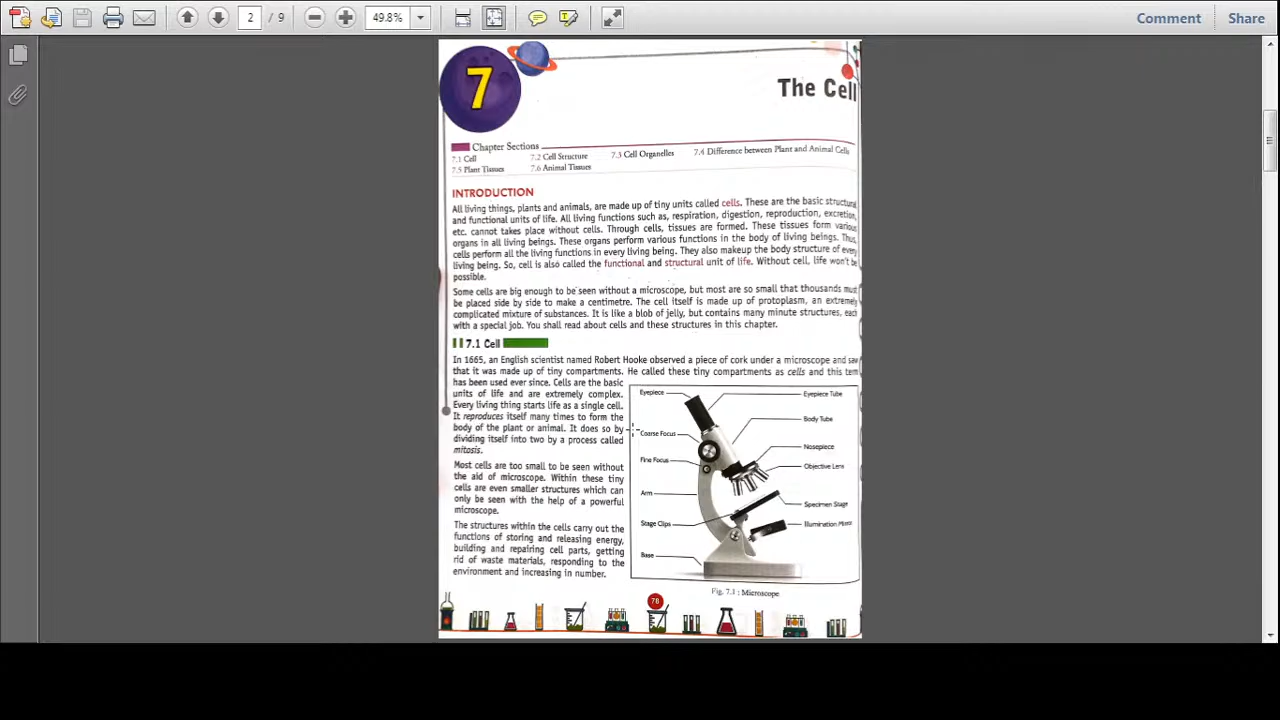 2 / 9
49.8%
Comment
Share
7
The Cell
Chapter Sections
7.1 Cell
7.2 Cell Structure
7.3 Cell Organelles
7.4 Difference between Plant and Animal Cells
7.5 Plant Tissues
7.6 Animal Tissues
INTRODUCTION
All living things, plants and animals, are made up of tiny units called cells. These are the basic structural
and functional units of life. All living functions such as, respiration, digestion, reproduction, excretion,
etc. cannot takes place without cells. Through cells, tissues are formed. These tissues form various
organs in all living beings. These organs perform various functions in the body of living beings. Thus,
cells perform all the living functions in every living being. They also makeup the body structure of every
living being. So, cell is also called the functional and structural unit of life. Without cell, life won't be
possible.
Some cells are big enough to be seen without a microscope, but most are so small that thousands must
be placed side by side to make a centimetre. The cell itself is made up of protoplasm, an extremely
complicated mixture of substances. It is like a blob of jelly, but contains many minute structures, each
with a special job. You shall read about cells and these structures in this chapter.
7.1 Cell
In 1665, an English scientist named Robert Hooke observed a piece of cork under a microscope and saw
that it was made up of tiny compartments. He called these tiny compartments as cells and this term
has been used ever since. Cells are the basic
units of life and are extremely complex.
Every living thing starts life as a single cell.
It reproduces itself many times to form the
body of the plant or animal. It does so by
dividing itself into two by a process called
mitosis.
Most cells are too small to be seen without
the aid of microscope. Within these tiny
cells are even smaller structures which can
only be seen with the help of a powerful
microscope.
The structures within the cells carry out the
functions of storing and releasing energy,
building and repairing cell parts, getting
rid of waste materials, responding to the
environment and increasing in number.
Eyepiece
Eyepiece Tube
Body Tube
Coarse Focus
Nosepiece
Fine Focus
Objective Lens
Arm
Specimen Stage
Stage Clips
Illumination Mirror
Base
Fig. 7.1 : Microscope
78